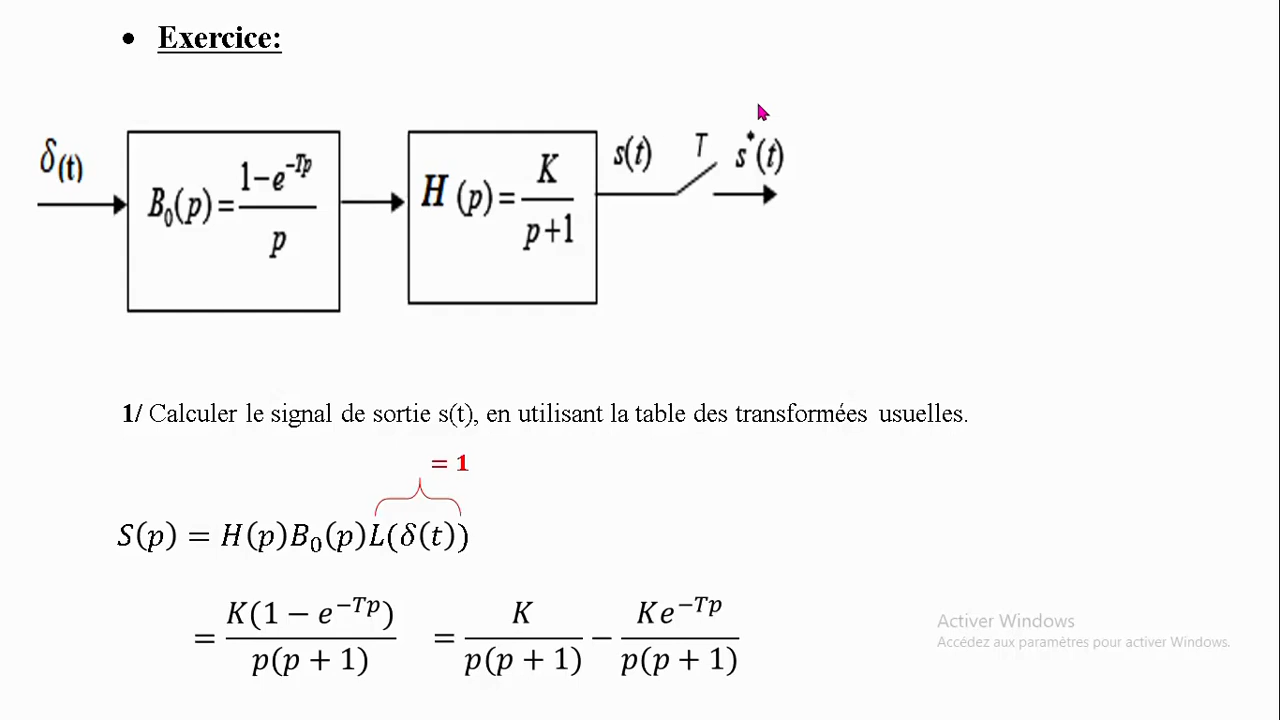 • Exercice:
δ(t)
B₀(p) = (1-e^-Tp)/p
H (p) = K/(p+1)
s(t)
T
s*(t)
1/ Calculer le signal de sortie s(t), en utilisant la table des transformées usuelles.
= 1
S(p) = H(p)B₀(p)L(δ(t))
= K(1 − e^−Tp)/p(p + 1) = K/p(p + 1) − Ke^−Tp/p(p + 1)
Activer Windows
Accédez aux paramètres pour activer Windows.